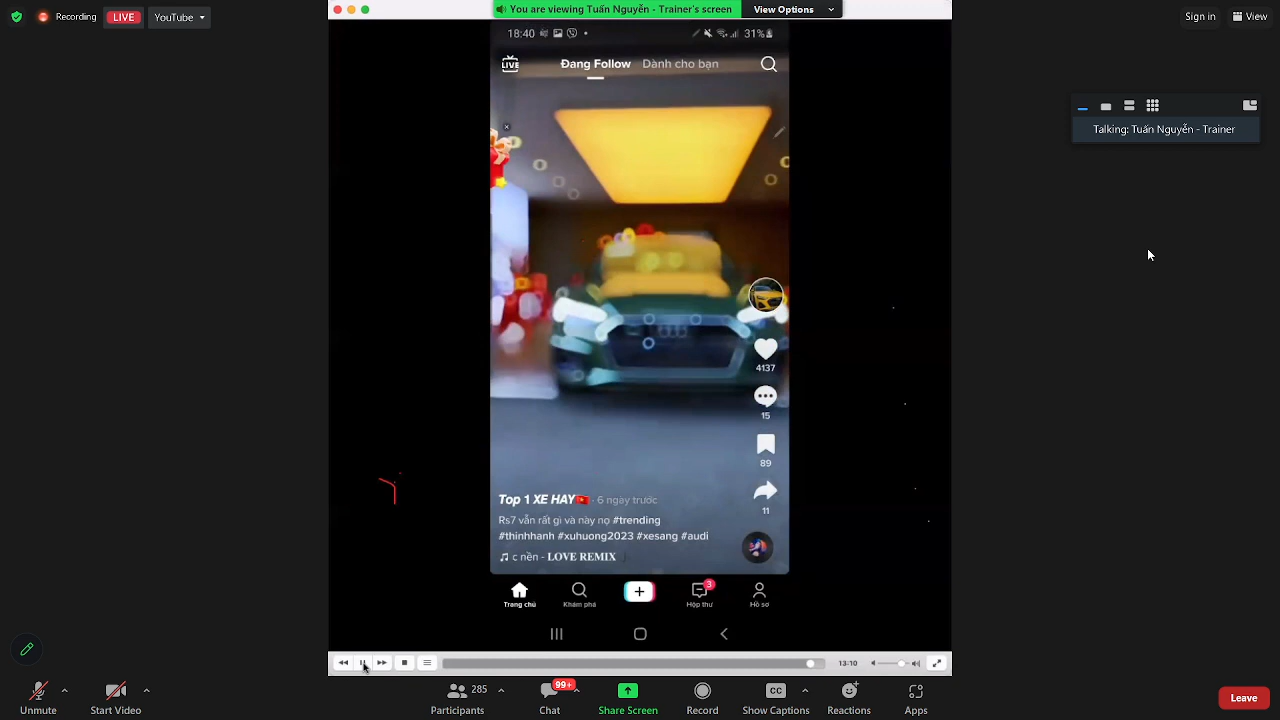 Recording
LIVE
YouTube
You are viewing Tuấn Nguyễn - Trainer's screen
View Options
Sign in
View
Talking: Tuấn Nguyễn - Trainer
18:40
31%
LIVE
Đang Follow
Dành cho bạn
4137
15
89
11
Top 1 XE HAY🇻🇳 · 6 ngày trước
Rs7 vẫn rất gì và này nọ #trending
#thinhhanh #xuhuong2023 #xesang #audi
c nền - LOVE REMIX
Trang chủ
Khám phá
3
Hộp thư
Hồ sơ
13:10
Unmute
Start Video
285
Participants
99+
Chat
Share Screen
Record
CC
Show Captions
Reactions
Apps
Leave